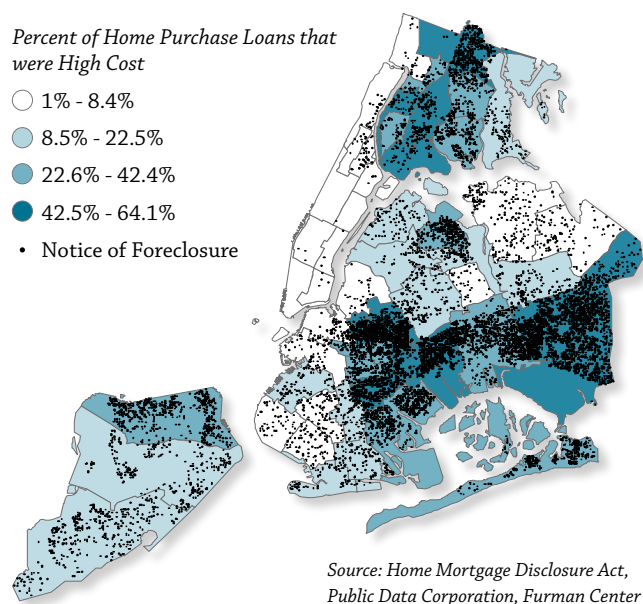 Percent of Home Purchase Loans that
were High Cost
1% - 8.4%
8.5% - 22.5%
22.6% - 42.4%
42.5% - 64.1%
• Notice of Foreclosure
Source: Home Mortgage Disclosure Act,
Public Data Corporation, Furman Center